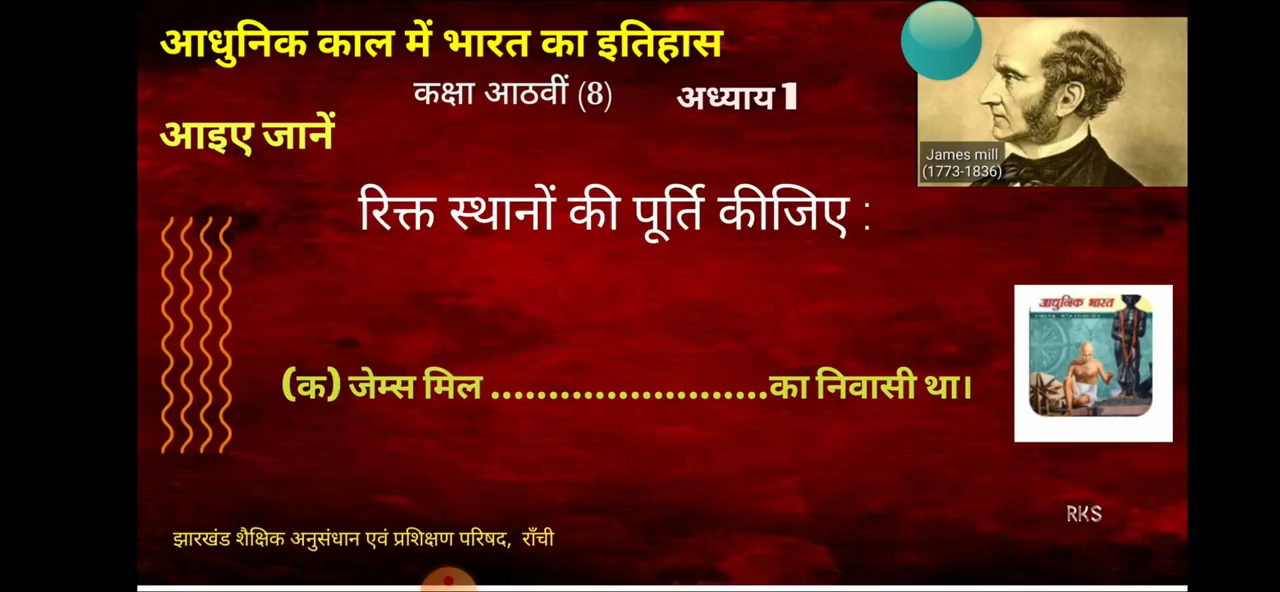 आधुनिक काल में भारत का इतिहास
कक्षा आठवीं (8) अध्याय 1
आइए जानें
James mill
(1773-1836)
रिक्त स्थानों की पूर्ति कीजिए :
आधुनिक भारत
(क) जेम्स मिल ........................का निवासी था।
RKS
झारखंड शैक्षिक अनुसंधान एवं प्रशिक्षण परिषद, राँची